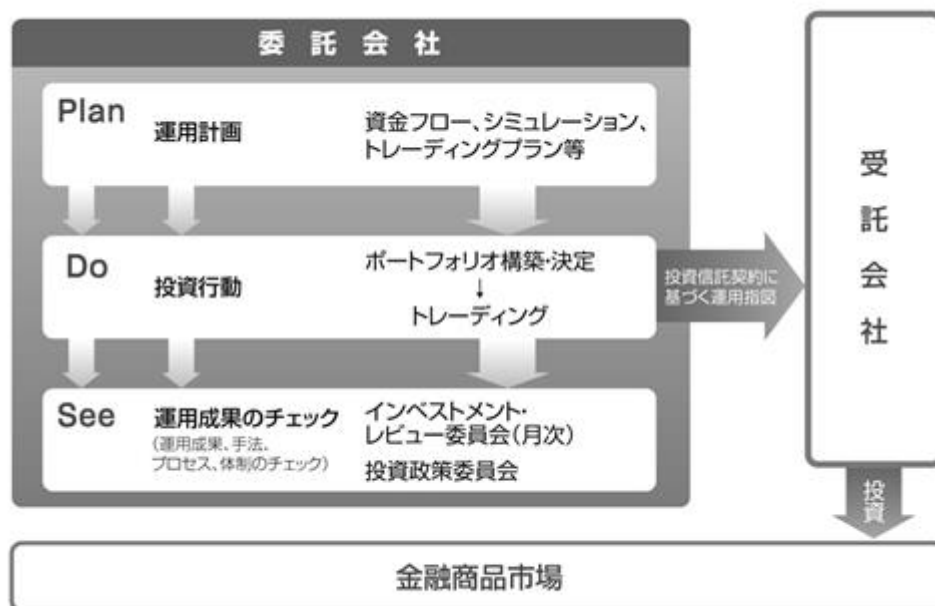 委託会社
Plan
運用計画
資金フロー、シミュレーション、
トレーディングプラン等
Do
投資行動
ポートフォリオ構築・決定
↓
トレーディング
See
運用成果のチェック
(運用成果、手法、
プロセス、体制のチェック)
インベストメント・
レビュー委員会(月次)
投資政策委員会
投資信託契約に
基づく運用指図
受託会社
投資
金融商品市場